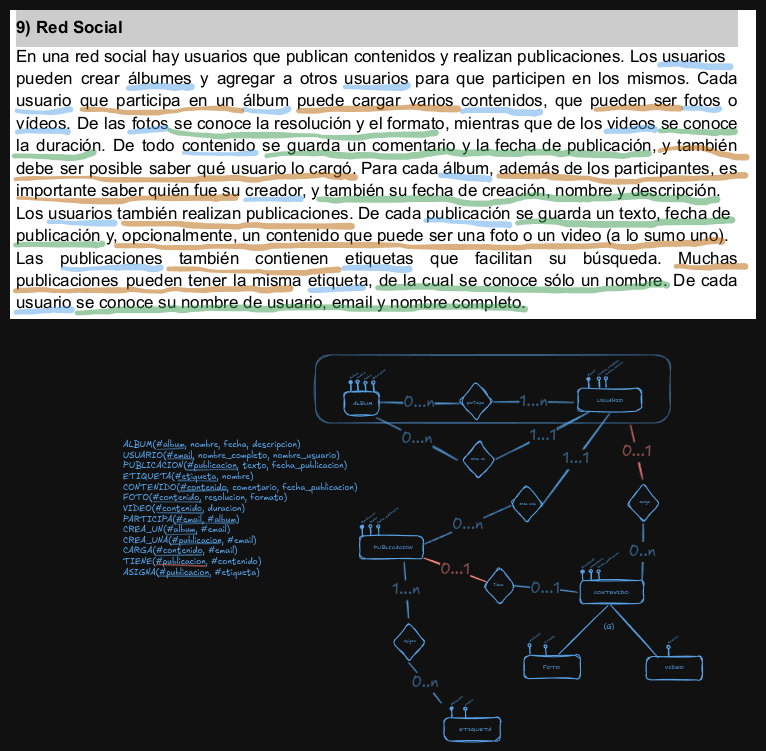 9) Red Social
En una red social hay usuarios que publican contenidos y realizan publicaciones. Los usuarios
pueden crear álbumes y agregar a otros usuarios para que participen en los mismos. Cada
usuario que participa en un álbum puede cargar varios contenidos, que pueden ser fotos o
videos. De las fotos se conoce la resolución y el formato, mientras que de los videos se conoce
la duración. De todo contenido se guarda un comentario y la fecha de publicación, y también
debe ser posible saber qué usuario lo cargó. Para cada álbum, además de los participantes, es
importante saber quién fue su creador, y también su fecha de creación, nombre y descripción.
Los usuarios también realizan publicaciones. De cada publicación se guarda un texto, fecha de
publicación y, opcionalmente, un contenido que puede ser una foto o un video (a lo sumo uno).
Las publicaciones también contienen etiquetas que facilitan su búsqueda. Muchas
publicaciones pueden tener la misma etiqueta, de la cual se conoce sólo un nombre. De cada
usuario se conoce su nombre de usuario, email y nombre completo.
ALBUM
0...n
participa
1...n
USUARIO
0...n
1...1
1...1
0...1
ALBUM(#album, nombre, fecha, descripcion)
USUARIO(#email, nombre_completo, nombre_usuario)
PUBLICACION(#publicacion, texto, fecha_publicacion)
ETIQUETA(#etiqueta, nombre)
CONTENIDO(#contenido, comentario, fecha_publicacion)
FOTO(#contenido, resolucion, formato)
VIDEO(#contenido, duracion)
PARTICIPA(#email, #album)
CREA_UN(#album, #email)
CREA_UNA(#publicacion, #email)
CARGA(#contenido, #email)
TIENE(#publicacion, #contenido)
ASIGNA(#publicacion, #etiqueta)
crea un
crea una
carga
0...n
PUBLICACION
0...n
0...1
Tiene
0...1
CONTENIDO
1...n
(G)
asigna
FOTO
VIDEO
0...n
ETIQUETA